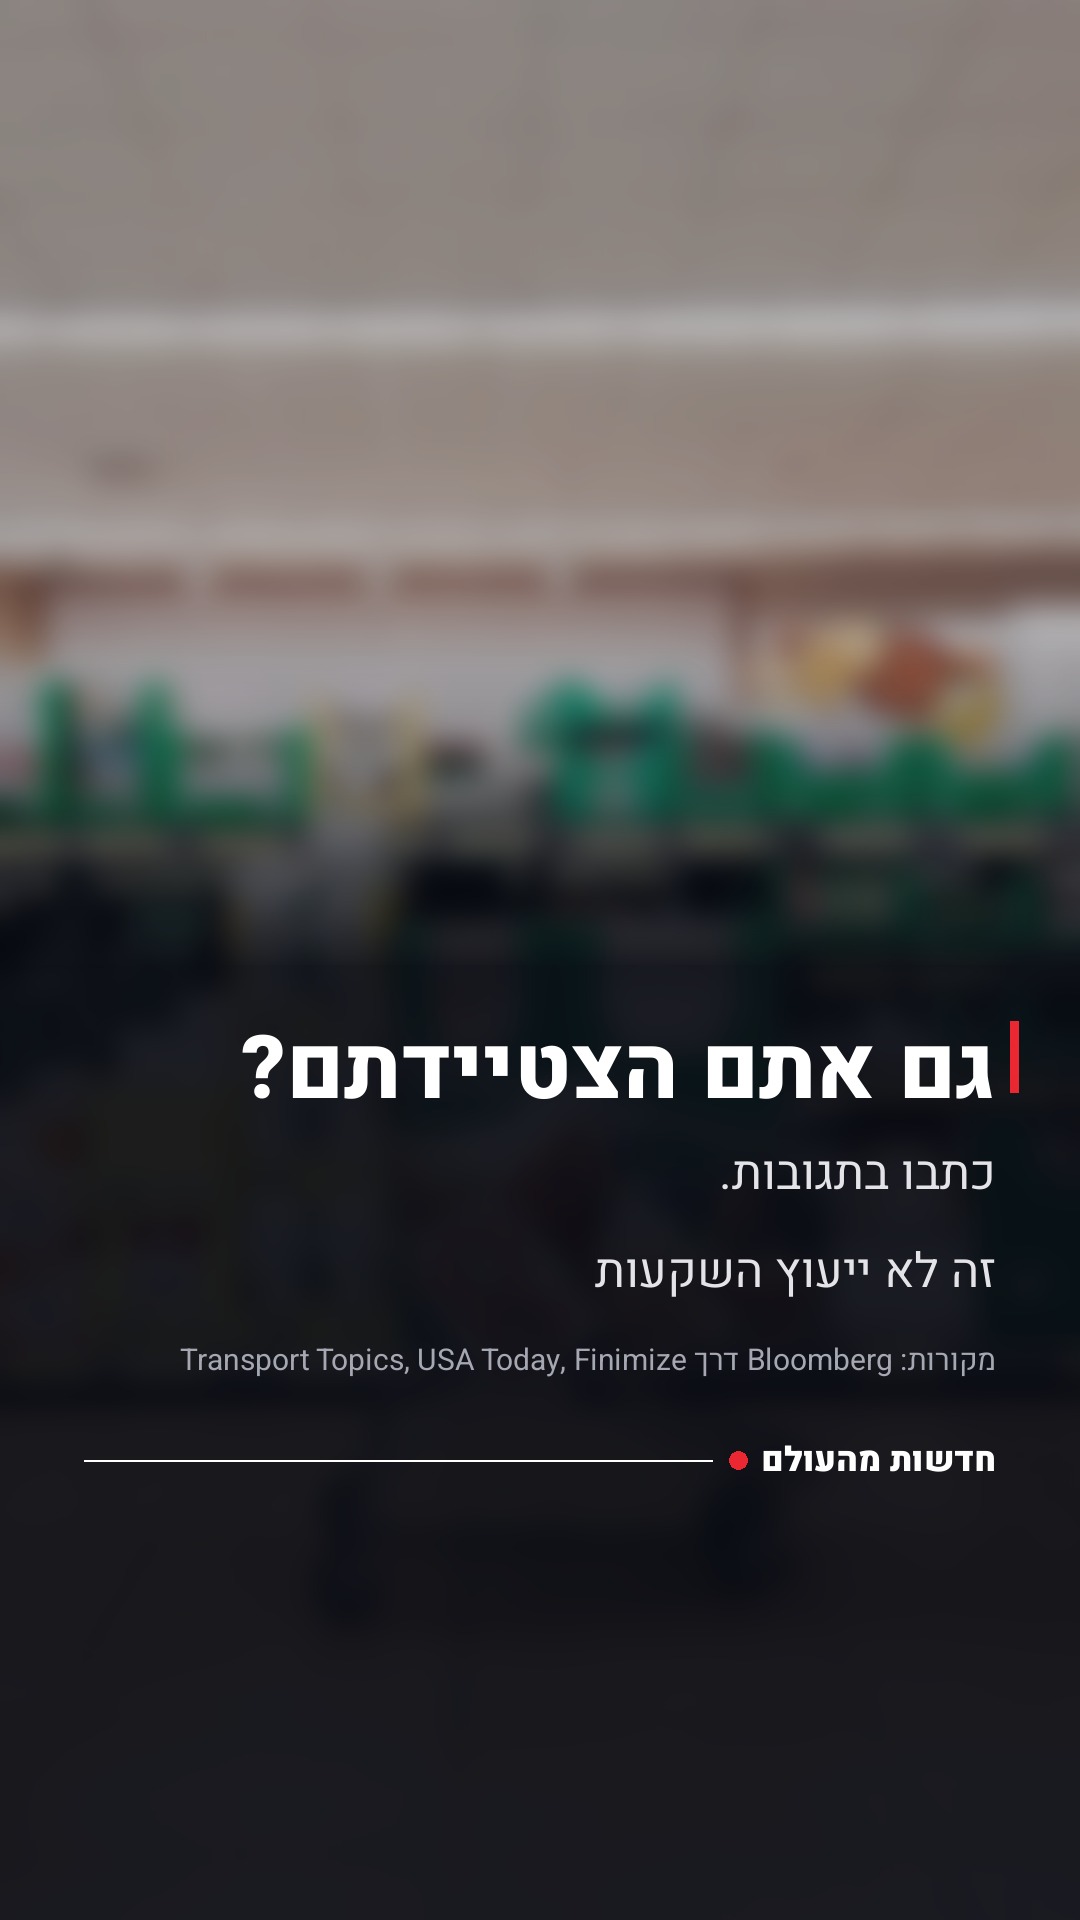 גם אתם הצטיידתם?
כתבו בתגובות.
זה לא ייעוץ השקעות
מקורות: Bloomberg דרך Transport Topics, USA Today, Finimize
חדשות מהעולם